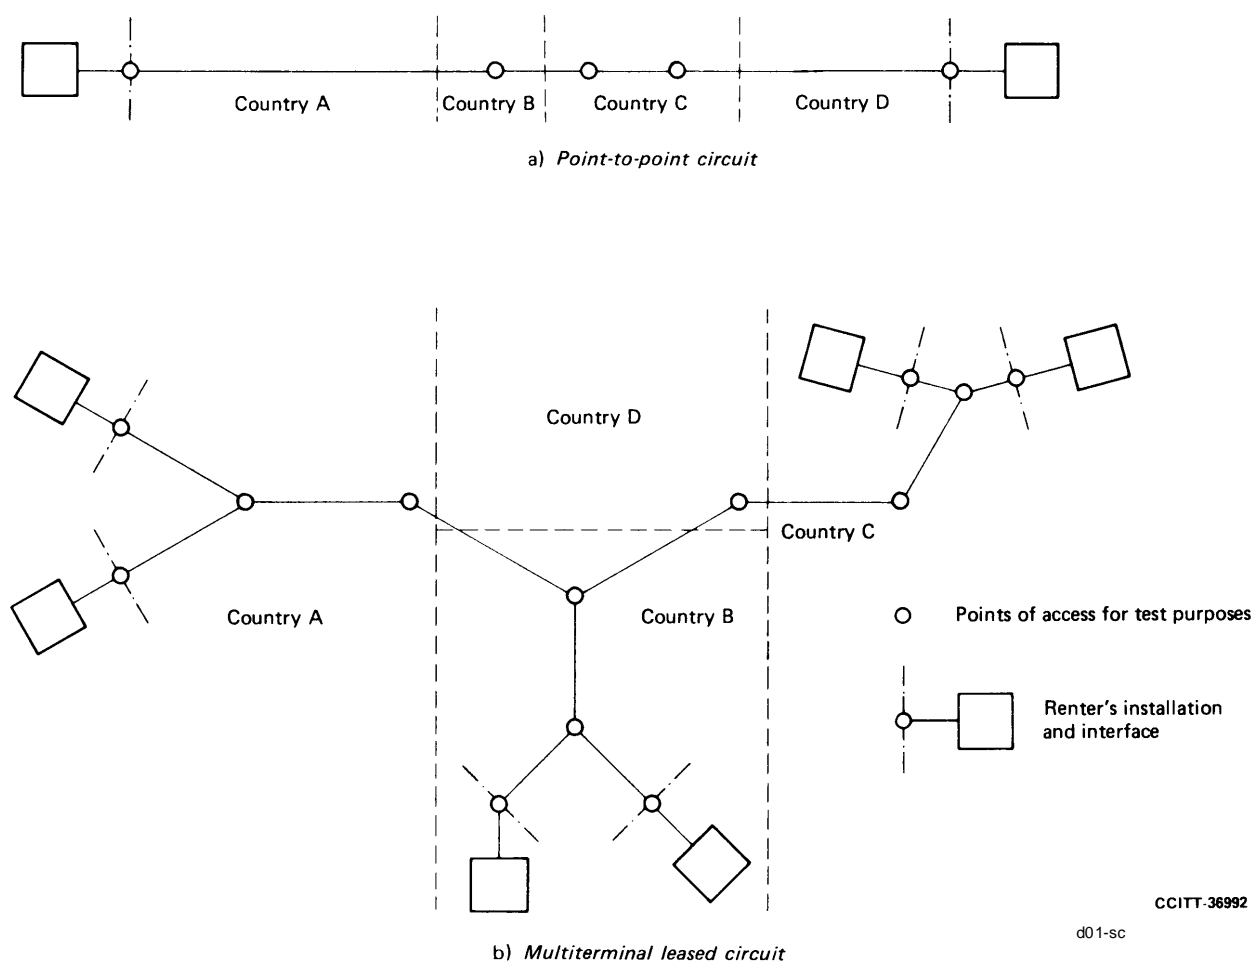 Country A
Country B
Country C
Country D
a) Point-to-point circuit
Country D
Country C
Country A
Country B
Points of access for test purposes
Renter's installation
and interface
CCITT-36992
d01-sc
b) Multiterminal leased circuit